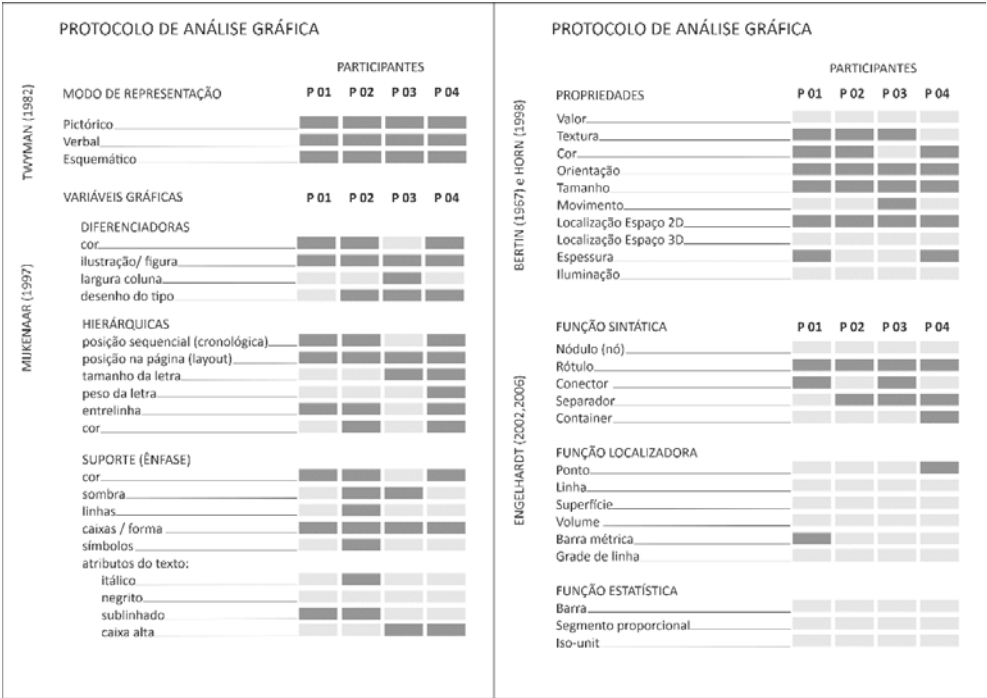 PROTOCOLO DE ANÁLISE GRÁFICA
PARTICIPANTES
TWYMAN (1982)
MODO DE REPRESENTAÇÃO P 01 P 02 P 03 P 04
Pictórico
Verbal
Esquemático
MIJKENAAR (1997)
VARIÁVEIS GRÁFICAS P 01 P 02 P 03 P 04
DIFERENCIADORAS
cor
ilustração/ figura
largura coluna
desenho do tipo
HIERÁRQUICAS
posição sequencial (cronológica)
posição na página (layout)
tamanho da letra
peso da letra
entrelinha
cor
SUPORTE (ÊNFASE)
cor
sombra
linhas
caixas / forma
símbolos
atributos do texto:
itálico
negrito
sublinhado
caixa alta
PROTOCOLO DE ANÁLISE GRÁFICA
PARTICIPANTES
BERTIN (1967) e HORN (1998)
PROPRIEDADES P 01 P 02 P 03 P 04
Valor
Textura
Cor
Orientação
Tamanho
Movimento
Localização Espaço 2D
Localização Espaço 3D
Espessura
Iluminação
ENGELHARDT (2002,2006)
FUNÇÃO SINTÁTICA P 01 P 02 P 03 P 04
Nódulo (nó)
Rótulo
Conector
Separador
Container
FUNÇÃO LOCALIZADORA
Ponto
Linha
Superfície
Volume
Barra métrica
Grade de linha
FUNÇÃO ESTATÍSTICA
Barra
Segmento proporcional
Iso-unit